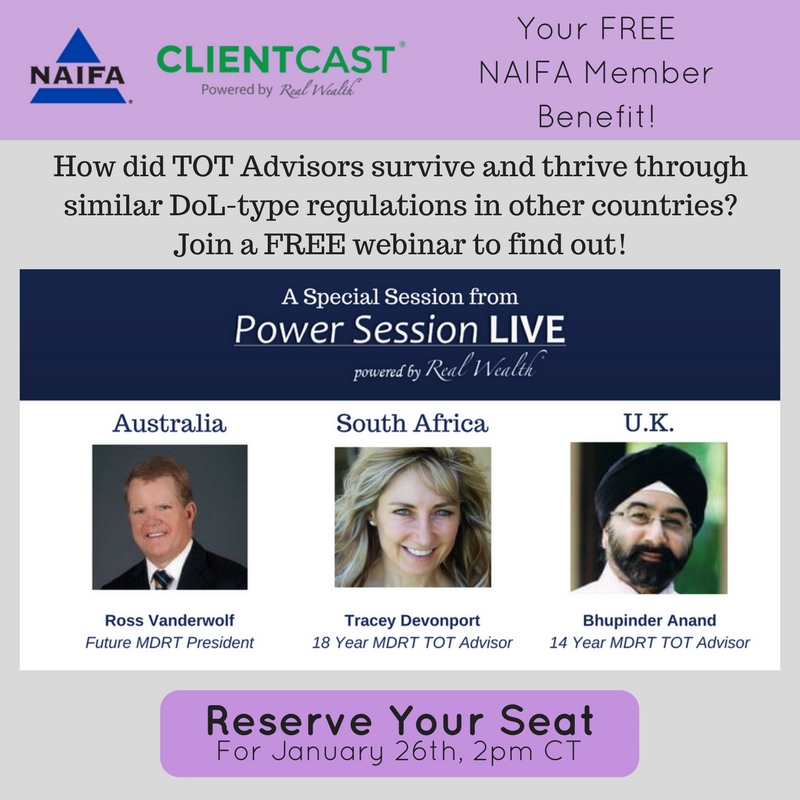 NAIFA
CLIENTCAST®
Powered by Real Wealth
Your FREE
NAIFA Member
Benefit!
How did TOT Advisors survive and thrive through
similar DoL-type regulations in other countries?
Join a FREE webinar to find out!
A Special Session from
Power Session LIVE
powered by Real Wealth
Australia
South Africa
U.K.
Ross Vanderwolf
Future MDRT President
Tracey Devonport
18 Year MDRT TOT Advisor
Bhupinder Anand
14 Year MDRT TOT Advisor
Reserve Your Seat
For January 26th, 2pm CT